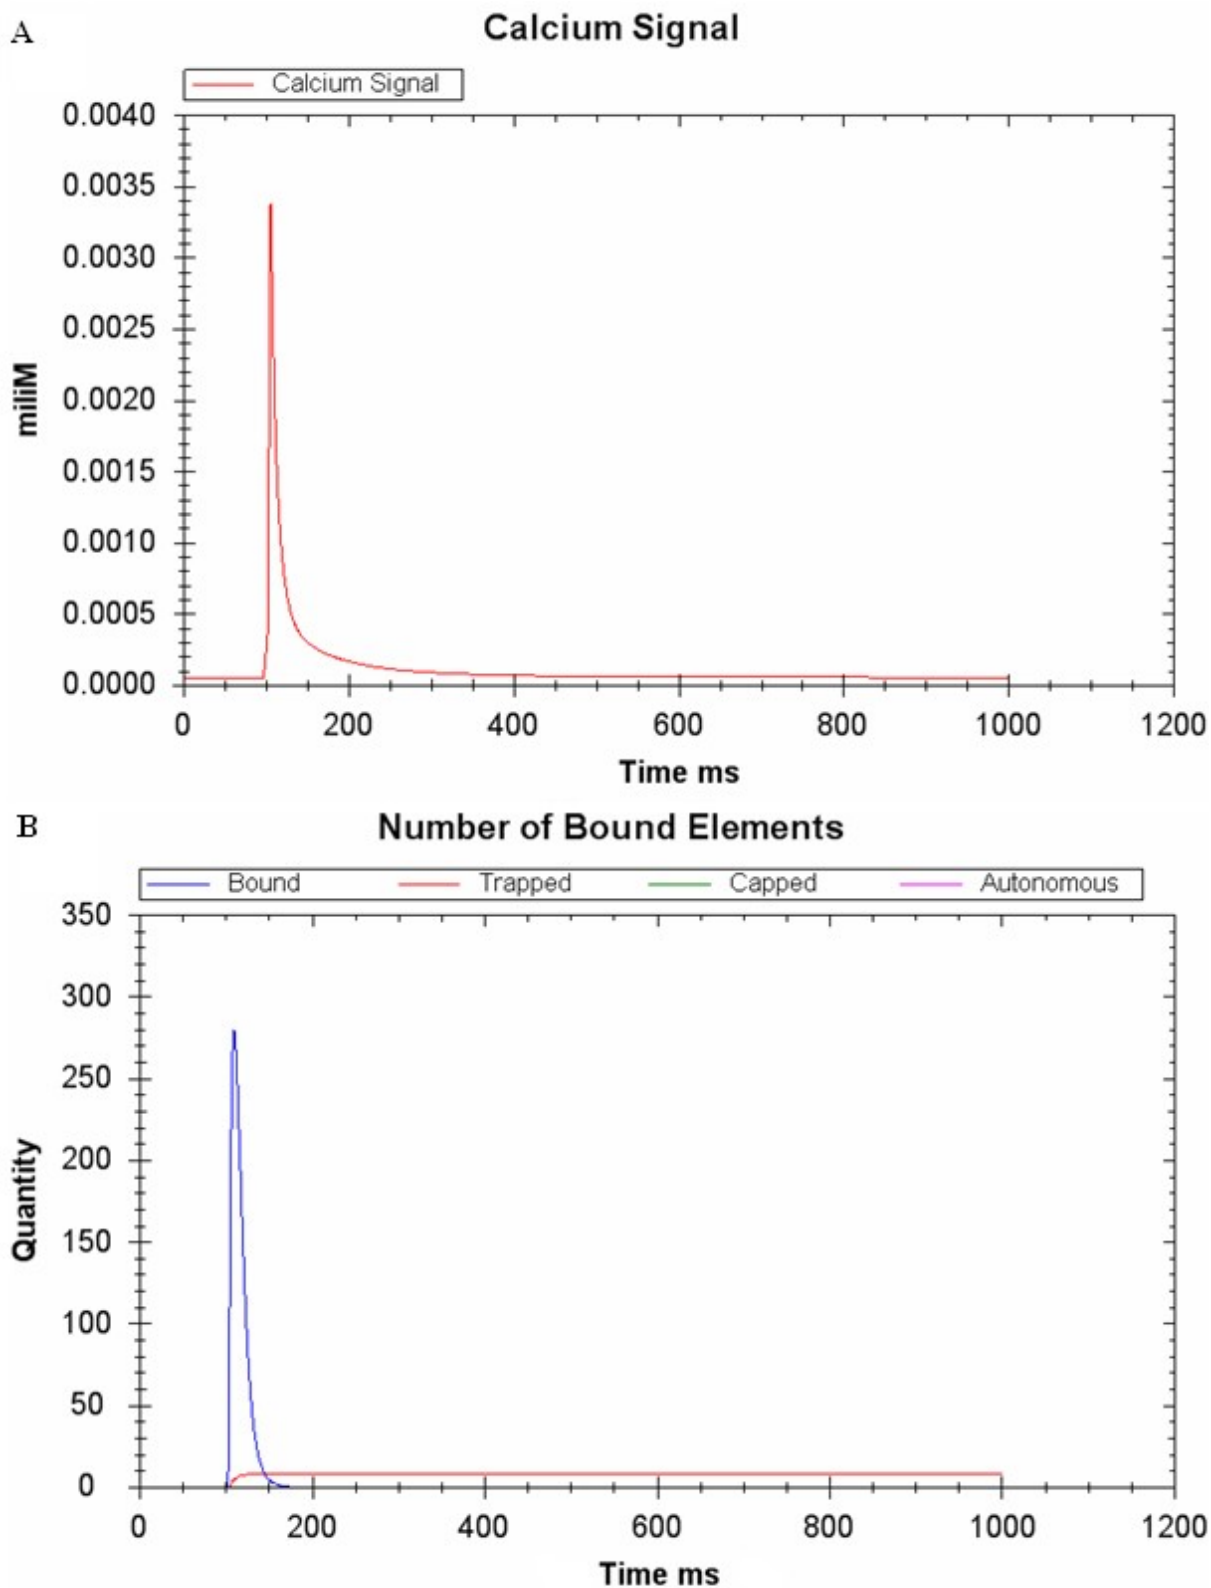 A
Calcium Signal
Calcium Signal
0.0040
0.0035
0.0030
0.0025
0.0020
0.0015
0.0010
0.0005
0.0000
miliM
0 200 400 600 800 1000 1200
Time ms
B
Number of Bound Elements
Bound Trapped Capped Autonomous
350
300
250
200
150
100
50
0
Quantity
0 200 400 600 800 1000 1200
Time ms